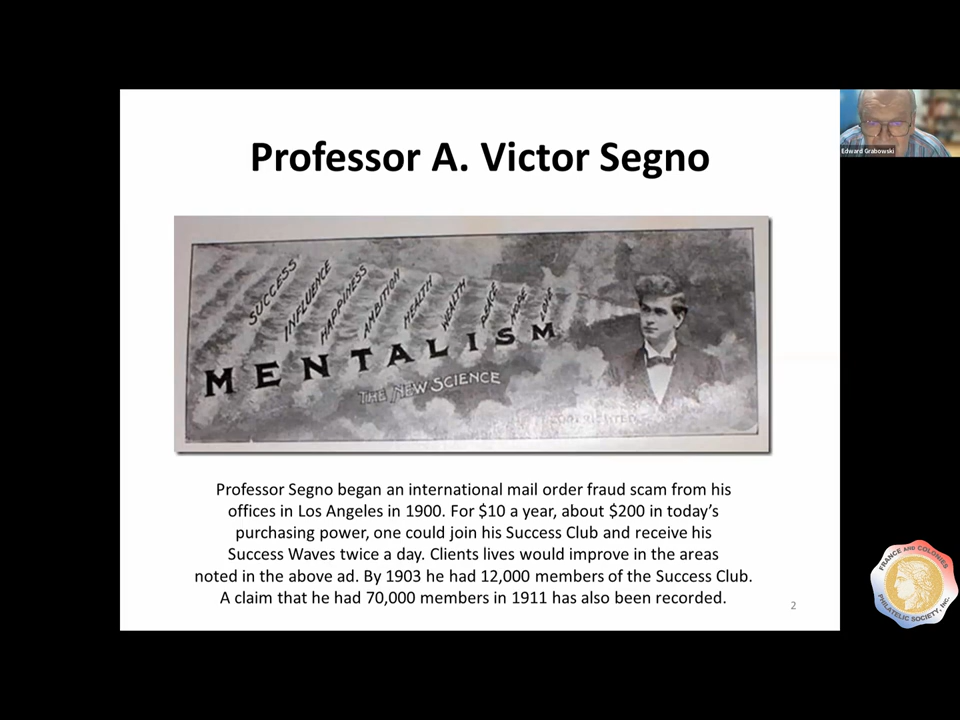 Professor A. Victor Segno
SUCCESS
INFLUENCE
HAPPINESS
AMBITION
HEALTH
WEALTH
PEACE
HOPE
LOVE
MENTALISM
THE NEW SCIENCE
Professor Segno began an international mail order fraud scam from his
offices in Los Angeles in 1900. For $10 a year, about $200 in today's
purchasing power, one could join his Success Club and receive his
Success Waves twice a day. Clients lives would improve in the areas
noted in the above ad. By 1903 he had 12,000 members of the Success Club.
A claim that he had 70,000 members in 1911 has also been recorded.
2
Edward Grabowski
FRANCE AND COLONIES
PHILATELIC SOCIETY, INC.